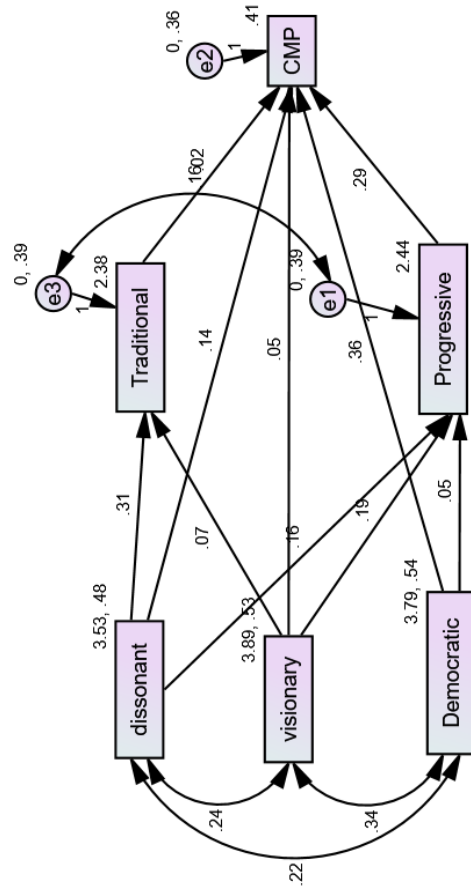 0, .39
e3
1
2.38
Traditional
3.53, .48
dissonant
.31
0, .36
e2
1
.41
CMP
.14
.07
0, .39
e1
1
.05
3.89, .53
visionary
.24
.16
.19
.36
.29
.22
.34
2.44
Progressive
3.79, .54
Democratic
.05